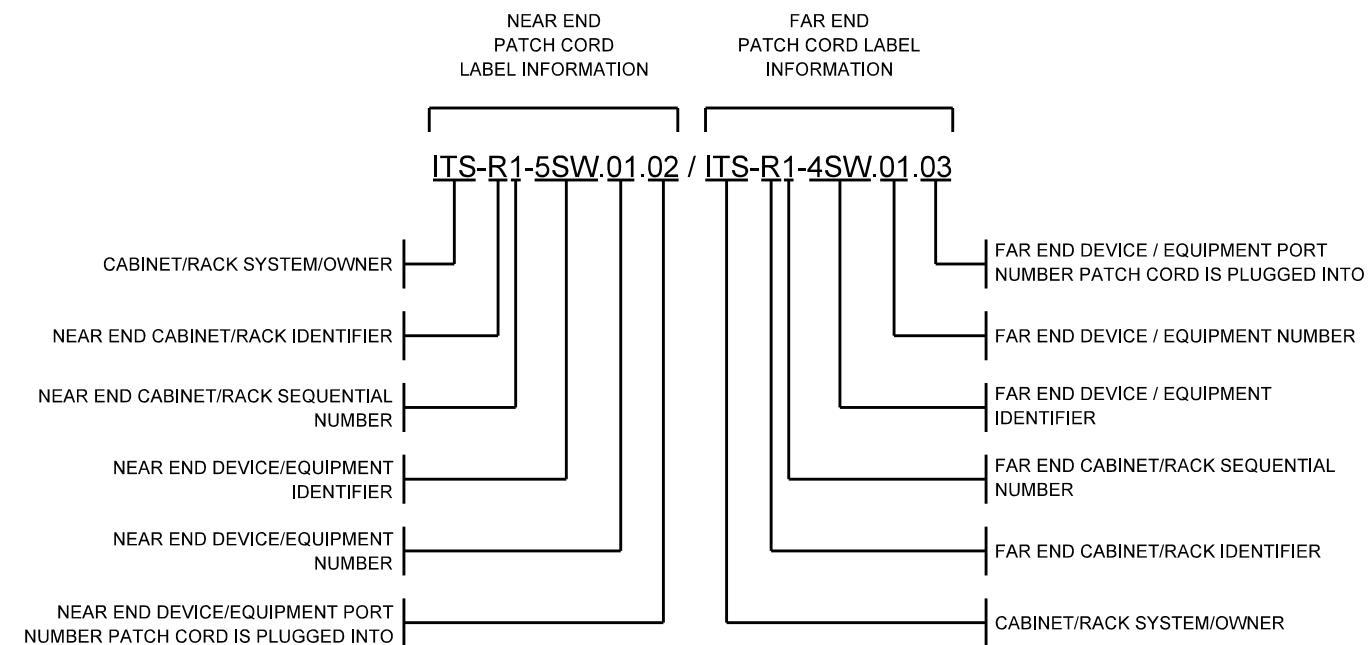 NEAR END
PATCH CORD
LABEL INFORMATION
FAR END
PATCH CORD LABEL
INFORMATION
ITS-R1-5SW.01.02 / ITS-R1-4SW.01.03
CABINET/RACK SYSTEM/OWNER
NEAR END CABINET/RACK IDENTIFIER
NEAR END CABINET/RACK SEQUENTIAL
NUMBER
NEAR END DEVICE/EQUIPMENT
IDENTIFIER
NEAR END DEVICE/EQUIPMENT
NUMBER
NEAR END DEVICE/EQUIPMENT PORT
NUMBER PATCH CORD IS PLUGGED INTO
FAR END DEVICE / EQUIPMENT PORT
NUMBER PATCH CORD IS PLUGGED INTO
FAR END DEVICE / EQUIPMENT NUMBER
FAR END DEVICE / EQUIPMENT
IDENTIFIER
FAR END CABINET/RACK SEQUENTIAL
NUMBER
FAR END CABINET/RACK IDENTIFIER
CABINET/RACK SYSTEM/OWNER